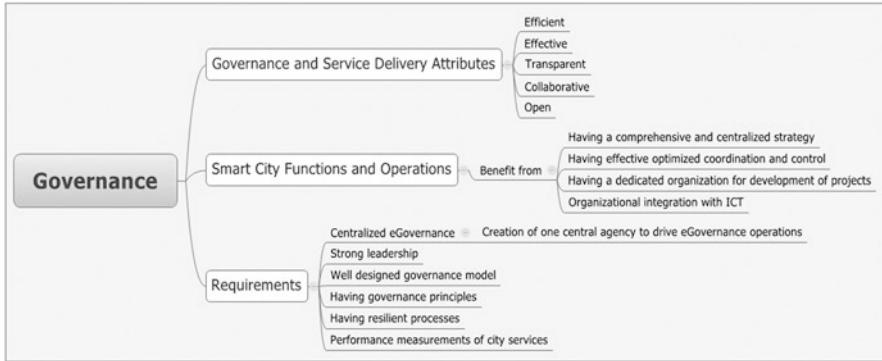 Governance
Governance and Service Delivery Attributes
Efficient
Effective
Transparent
Collaborative
Open
Smart City Functions and Operations
Benefit from
Having a comprehensive and centralized strategy
Having effective optimized coordination and control
Having a dedicated organization for development of projects
Organizational integration with ICT
Requirements
Centralized eGovernance
Creation of one central agency to drive eGovernance operations
Strong leadership
Well designed governance model
Having governance principles
Having resilient processes
Performance measurements of city services